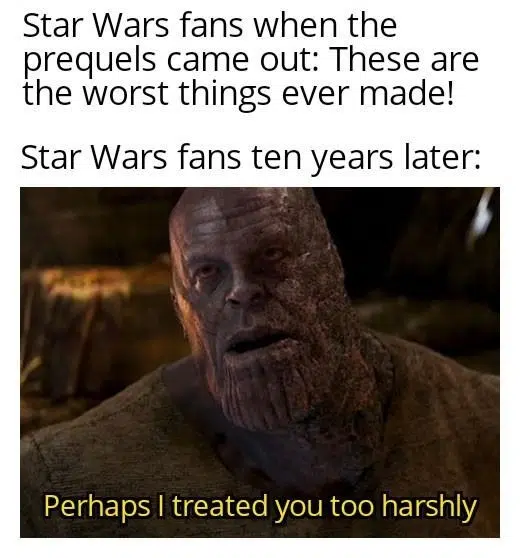 Star Wars fans when the
prequels came out: These are
the worst things ever made!
Star Wars fans ten years later:
Perhaps I treated you too harshly